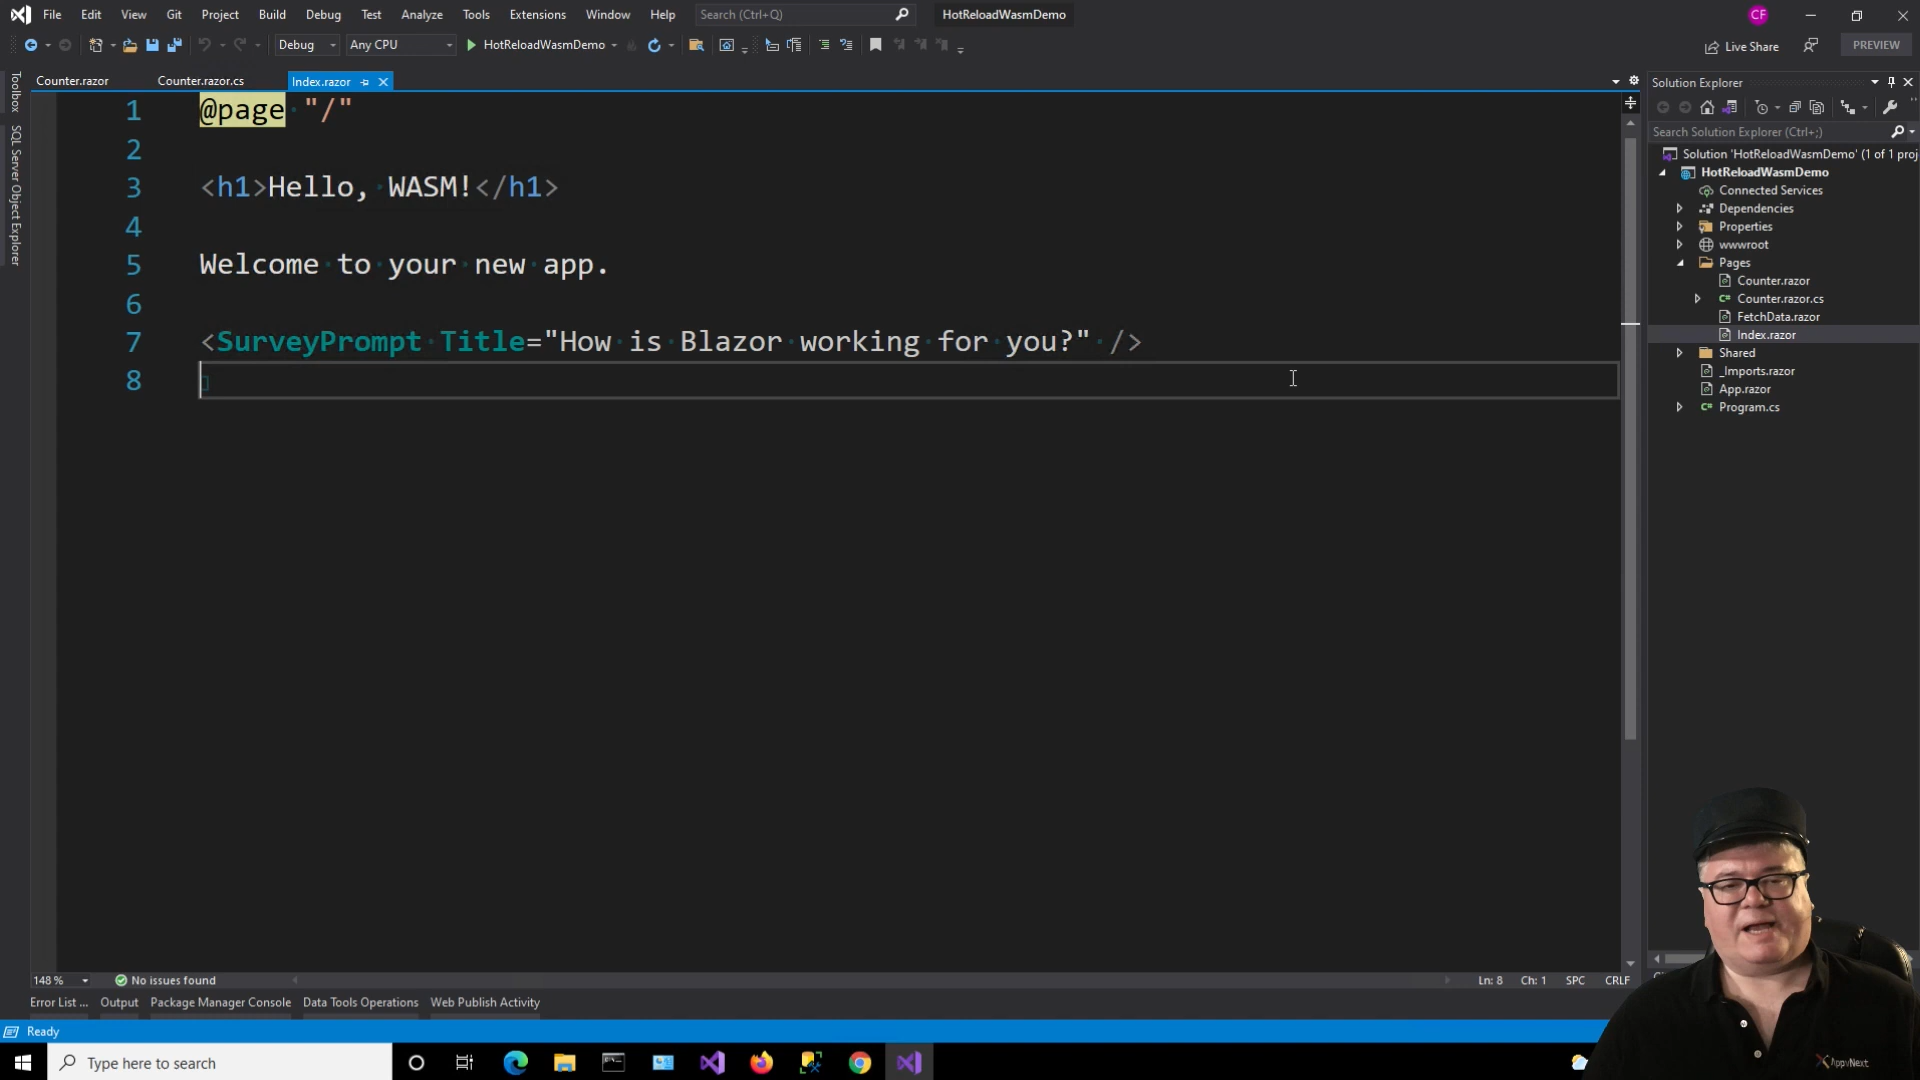 File Edit View Git Project Build Debug Test Analyze Tools Extensions Window Help Search (Ctrl+Q) HotReloadWasmDemo CF
Debug Any CPU HotReloadWasmDemo Live Share PREVIEW
Toolbox
SQL Server Object Explorer
Counter.razor Counter.razor.cs Index.razor
1 @page "/"
2
3 <h1>Hello, WASM!</h1>
4
5 Welcome to your new app.
6
7 <SurveyPrompt Title="How is Blazor working for you?" />
8
Solution Explorer
Search Solution Explorer (Ctrl+;)
Solution 'HotReloadWasmDemo' (1 of 1 proj
HotReloadWasmDemo
Connected Services
Dependencies
Properties
wwwroot
Pages
Counter.razor
C# Counter.razor.cs
FetchData.razor
Index.razor
Shared
_Imports.razor
App.razor
C# Program.cs
148 % No issues found Ln: 8 Ch: 1 SPC CRLF
Error List ... Output Package Manager Console Data Tools Operations Web Publish Activity
Ready
Type here to search
AppvNext